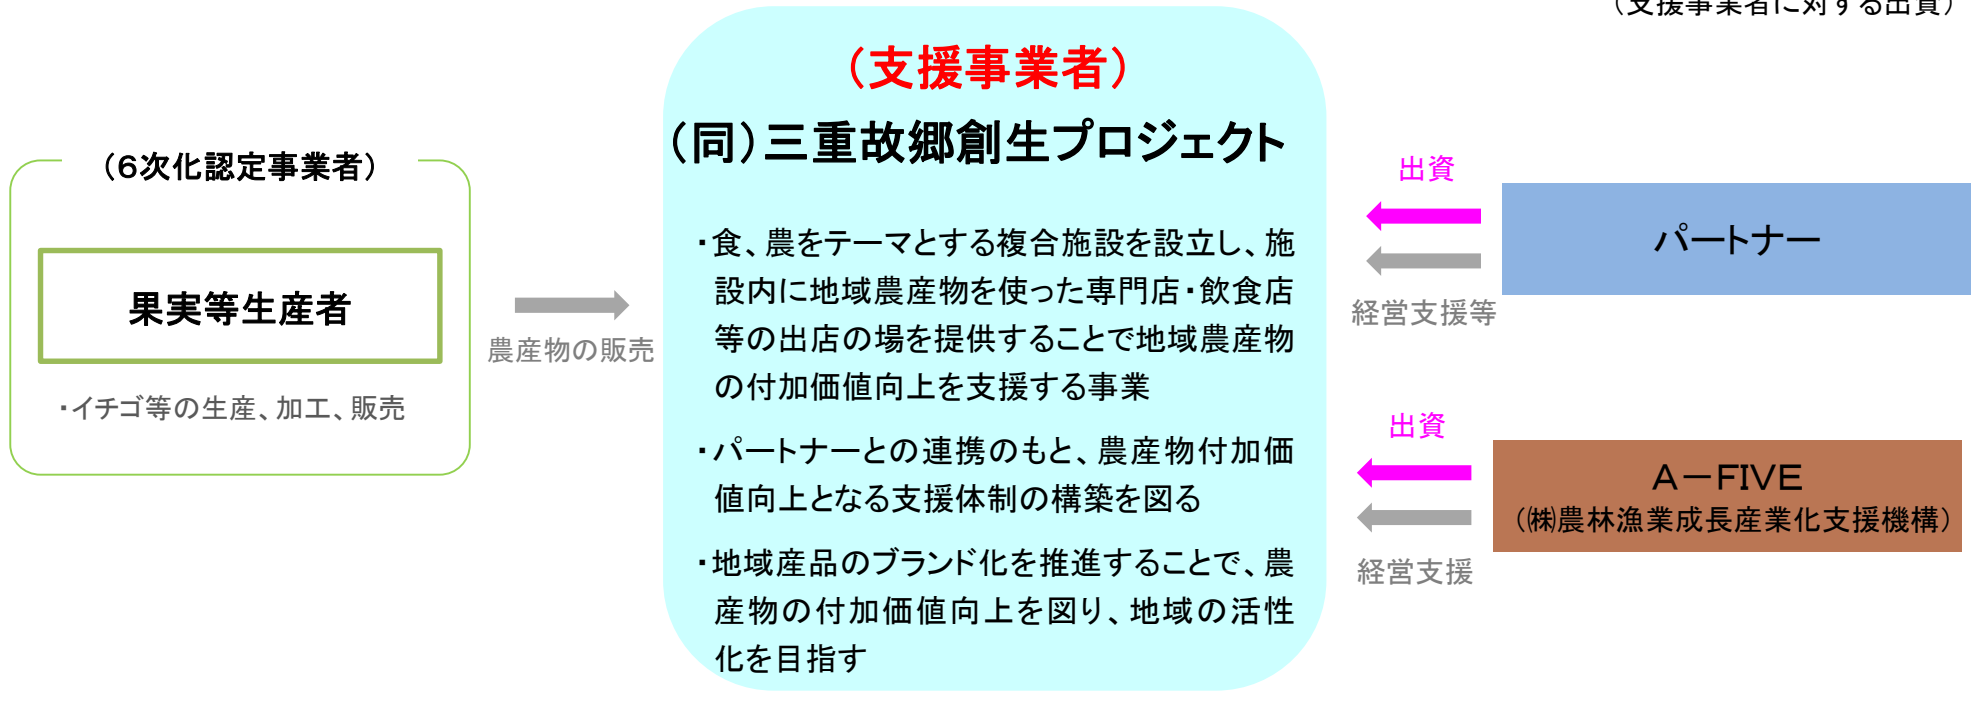 （支援事業者に対する出資）
（支援事業者）
（同）三重故郷創生プロジェクト
（６次化認定事業者）
果実等生産者
・イチゴ等の生産、加工、販売
農産物の販売
・食、農をテーマとする複合施設を設立し、施
設内に地域農産物を使った専門店・飲食店
等の出店の場を提供することで地域農産物
の付加価値向上を支援する事業
・パートナーとの連携のもと、農産物付加価
値向上となる支援体制の構築を図る
・地域産品のブランド化を推進することで、農
産物の付加価値向上を図り、地域の活性
化を目指す
出資
経営支援等
パートナー
出資
経営支援
Ａ－ＦＩＶＥ
（㈱農林漁業成長産業化支援機構）